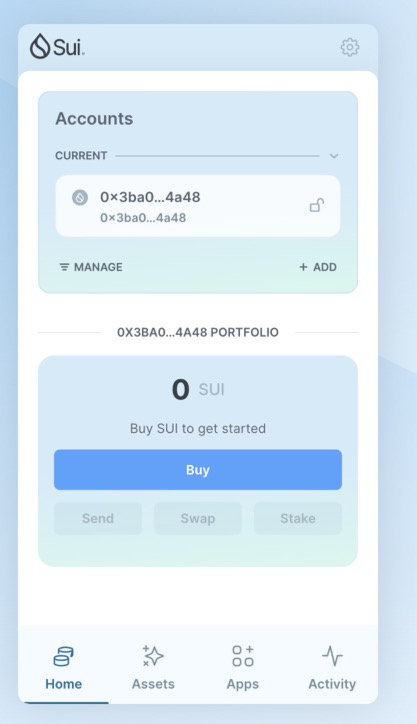 Sui
Accounts
CURRENT
0×3ba0...4a48
0×3ba0...4a48
MANAGE
+ ADD
0X3BA0...4A48 PORTFOLIO
0 SUI
Buy SUI to get started
Buy
Send Swap Stake
Home Assets Apps Activity